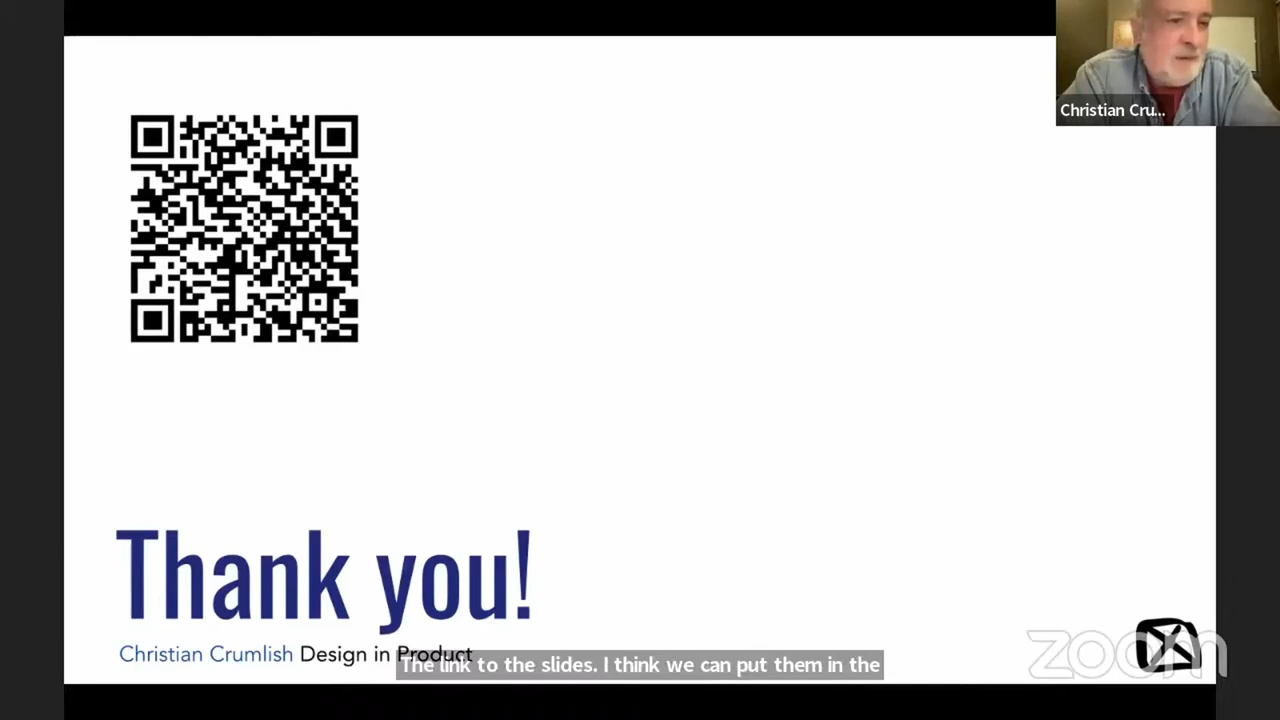 Christian Cru...
Thank you!
Christian Crumlish Design in Product
The link to the slides. I think we can put them in the
zoom